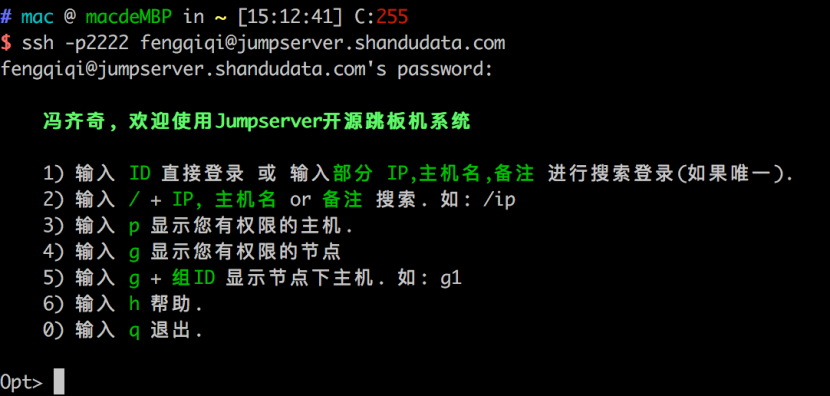 # mac @ macdeMBP in ~ [15:12:41] C:255
$ ssh -p2222 fengqiqi@jumpserver.shandudata.com
fengqiqi@jumpserver.shandudata.com's password:
冯齐奇, 欢迎使用Jumpserver开源跳板机系统
1) 输入 ID 直接登录 或 输入部分 IP,主机名,备注 进行搜索登录(如果唯一).
2) 输入 / + IP, 主机名 or 备注 搜索. 如: /ip
3) 输入 p 显示您有权限的主机.
4) 输入 g 显示您有权限的节点
5) 输入 g + 组ID 显示节点下主机. 如: g1
6) 输入 h 帮助.
0) 输入 q 退出.
Opt>